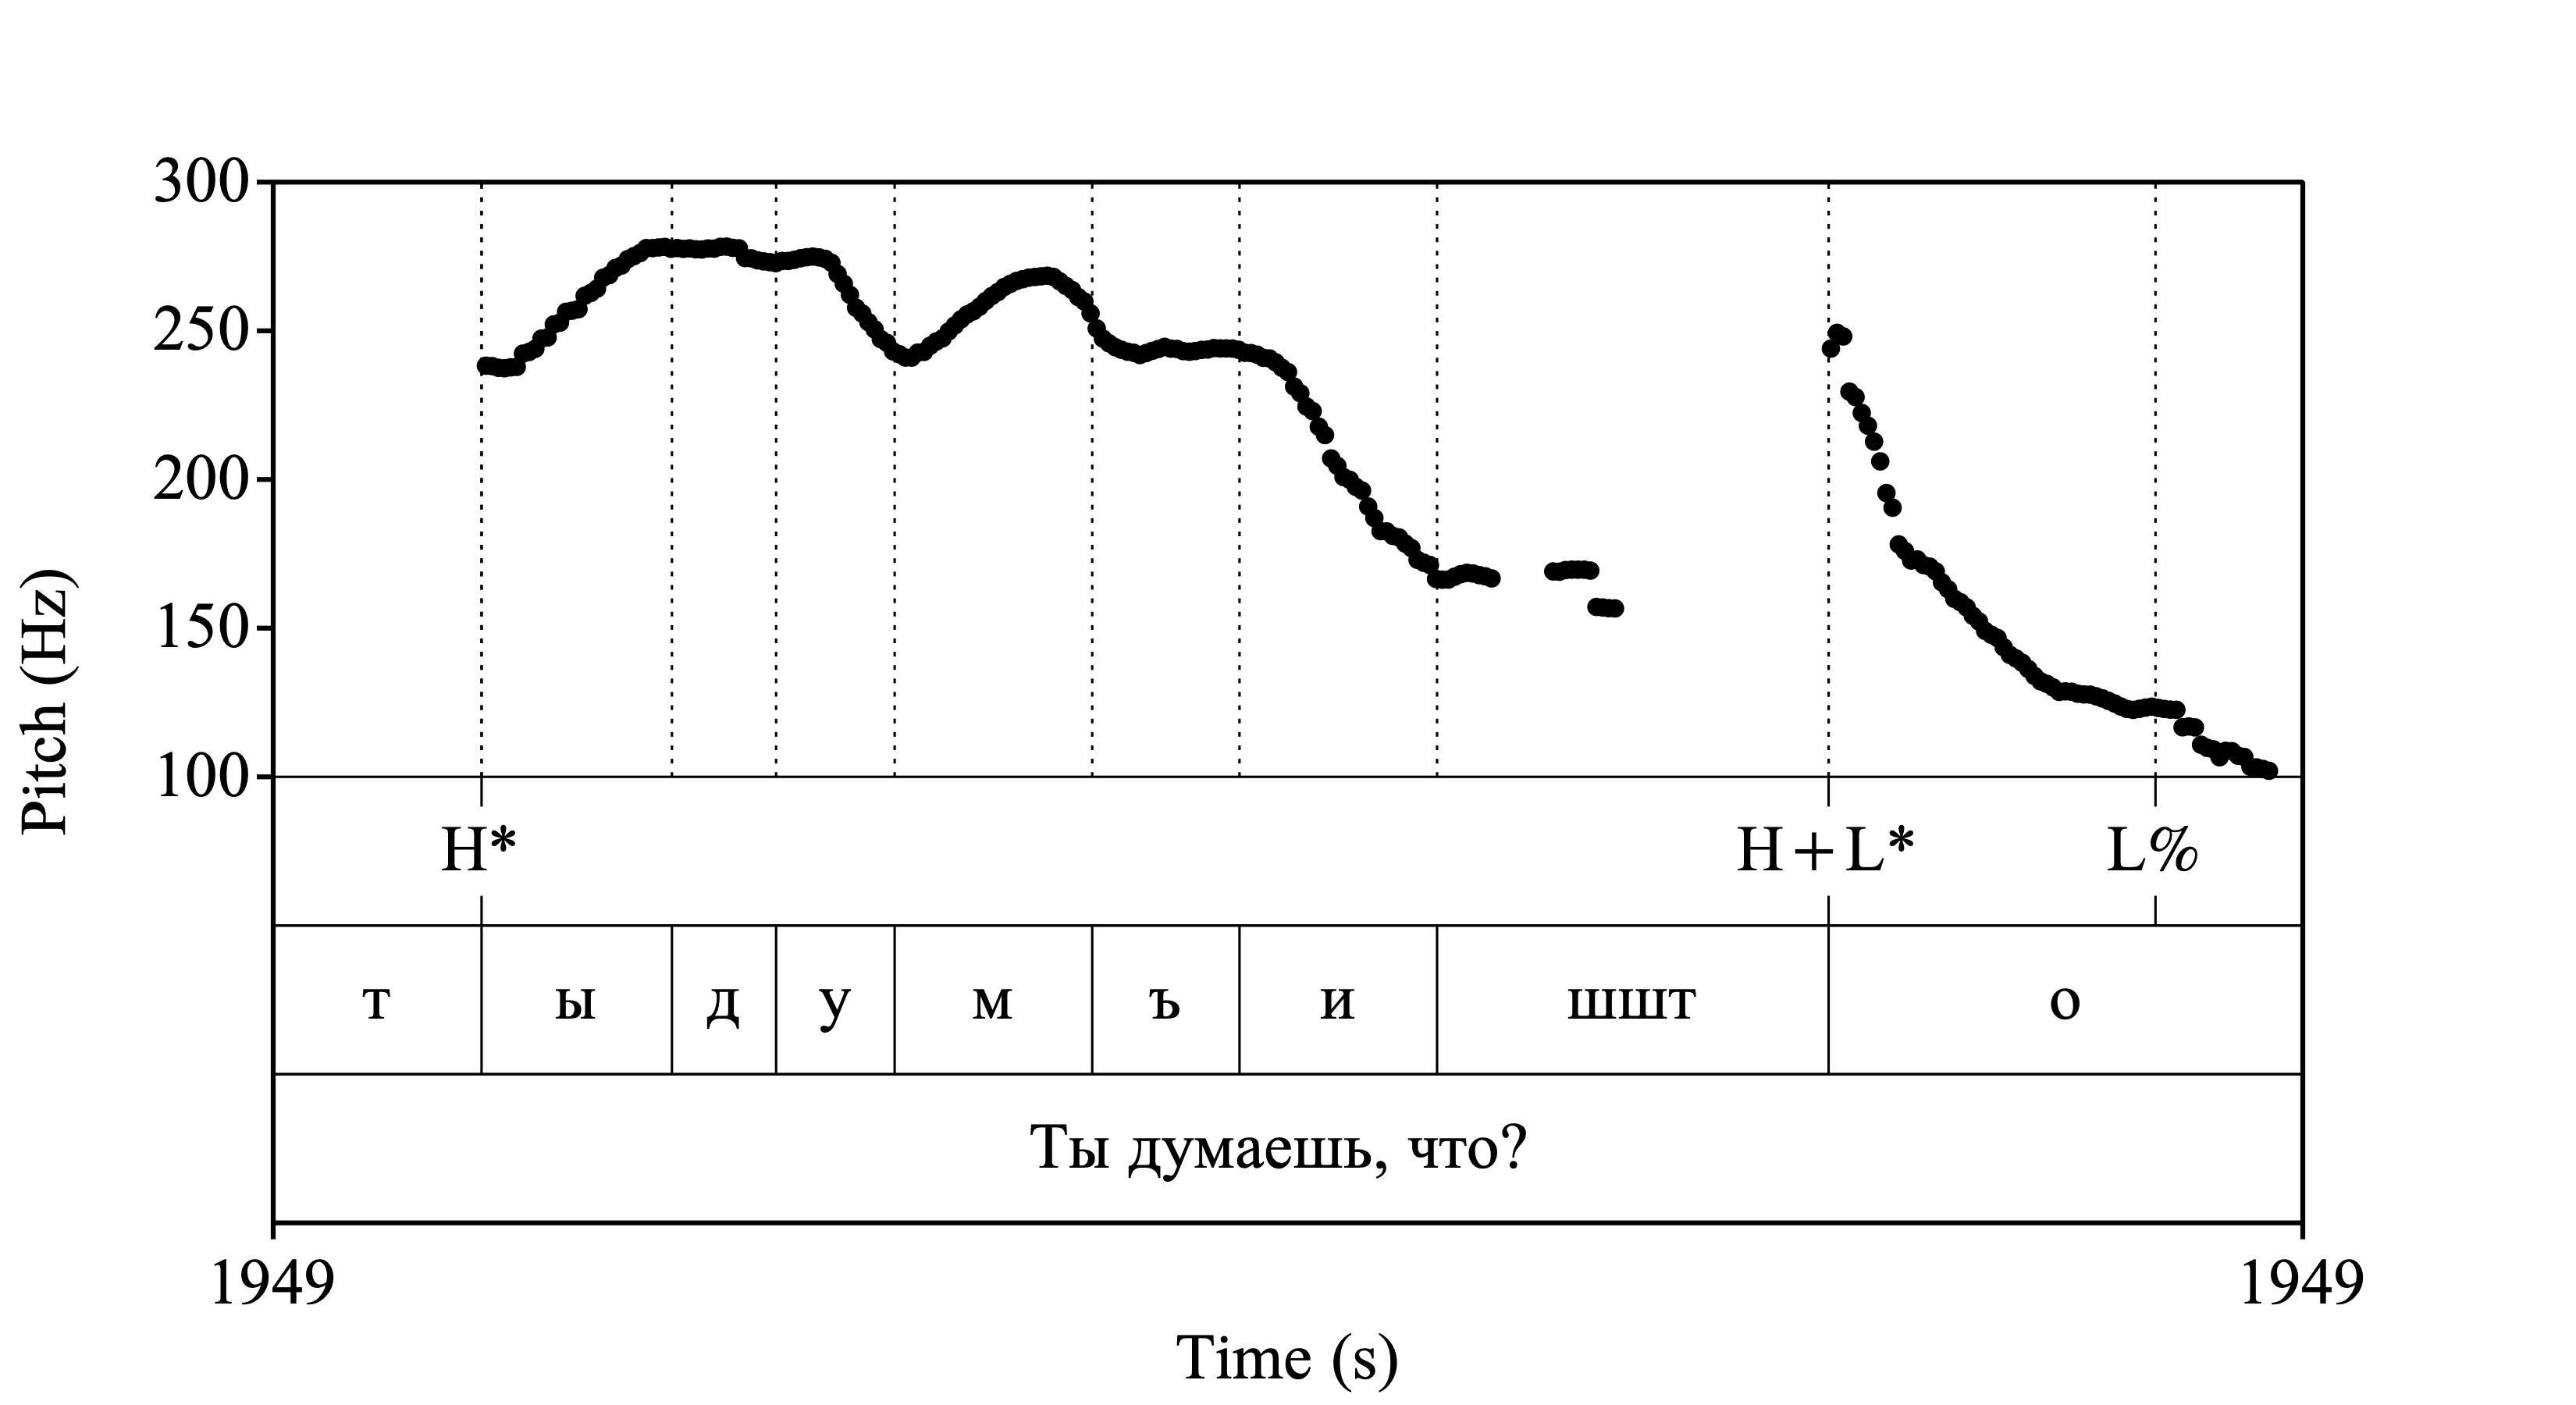 300
250
200
150
100
Pitch (Hz)
H* H+L* L%
т ы д у м ъ и шшт о
Ты думаешь, что?
1949 1949
Time (s)